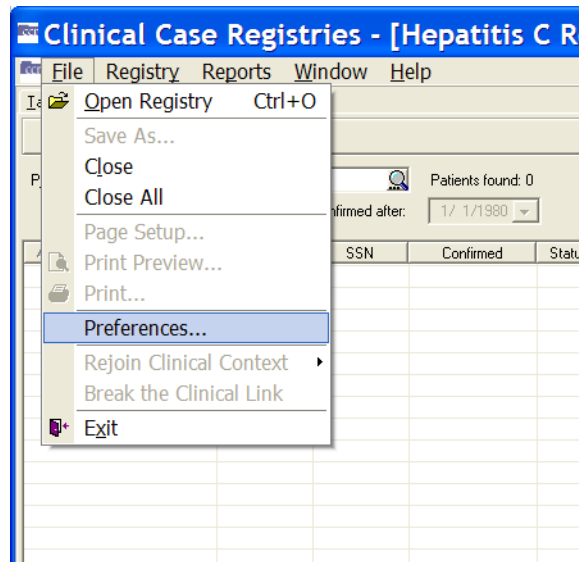 Clinical Case Registries - [Hepatitis C R
File Registry Reports Window Help
Open Registry Ctrl+O
Save As...
Close
Close All
Patients found: 0
nfirmed after: 1/ 1/1980
Page Setup...
SSN Confirmed Statu
Print Preview...
Print...
Preferences...
Rejoin Clinical Context
Break the Clinical Link
Exit